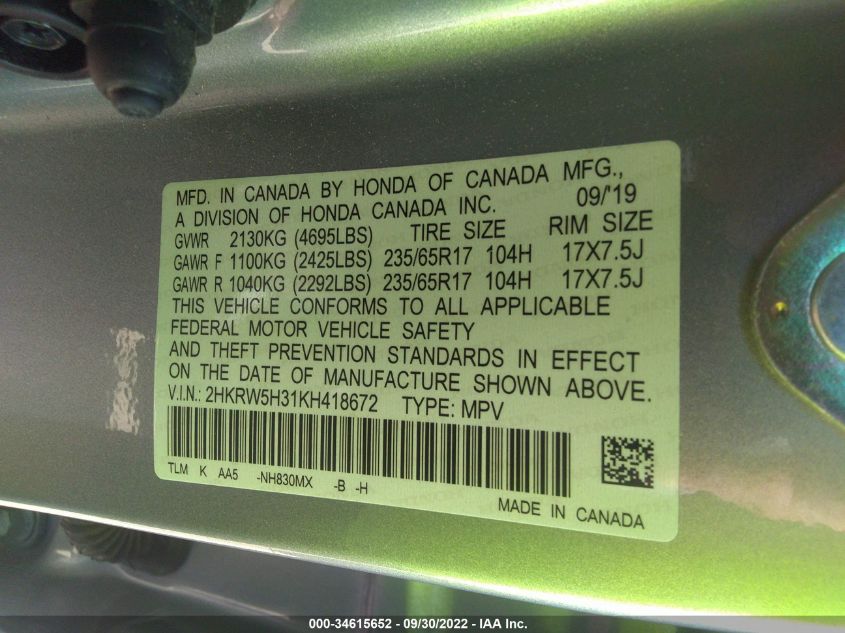 MFD. IN CANADA BY HONDA OF CANADA MFG.,
A DIVISION OF HONDA CANADA INC. 09/'19
GVWR 2130KG (4695LBS) TIRE SIZE RIM SIZE
GAWR F 1100KG (2425LBS) 235/65R17 104H 17X7.5J
GAWR R 1040KG (2292LBS) 235/65R17 104H 17X7.5J
THIS VEHICLE CONFORMS TO ALL APPLICABLE
FEDERAL MOTOR VEHICLE SAFETY
AND THEFT PREVENTION STANDARDS IN EFFECT
ON THE DATE OF MANUFACTURE SHOWN ABOVE.
V.I.N.: 2HKRW5H31KH418672 TYPE: MPV
TLM K AA5 -NH830MX -B -H
MADE IN CANADA
000-34615652 - 09/30/2022 - IAA Inc.